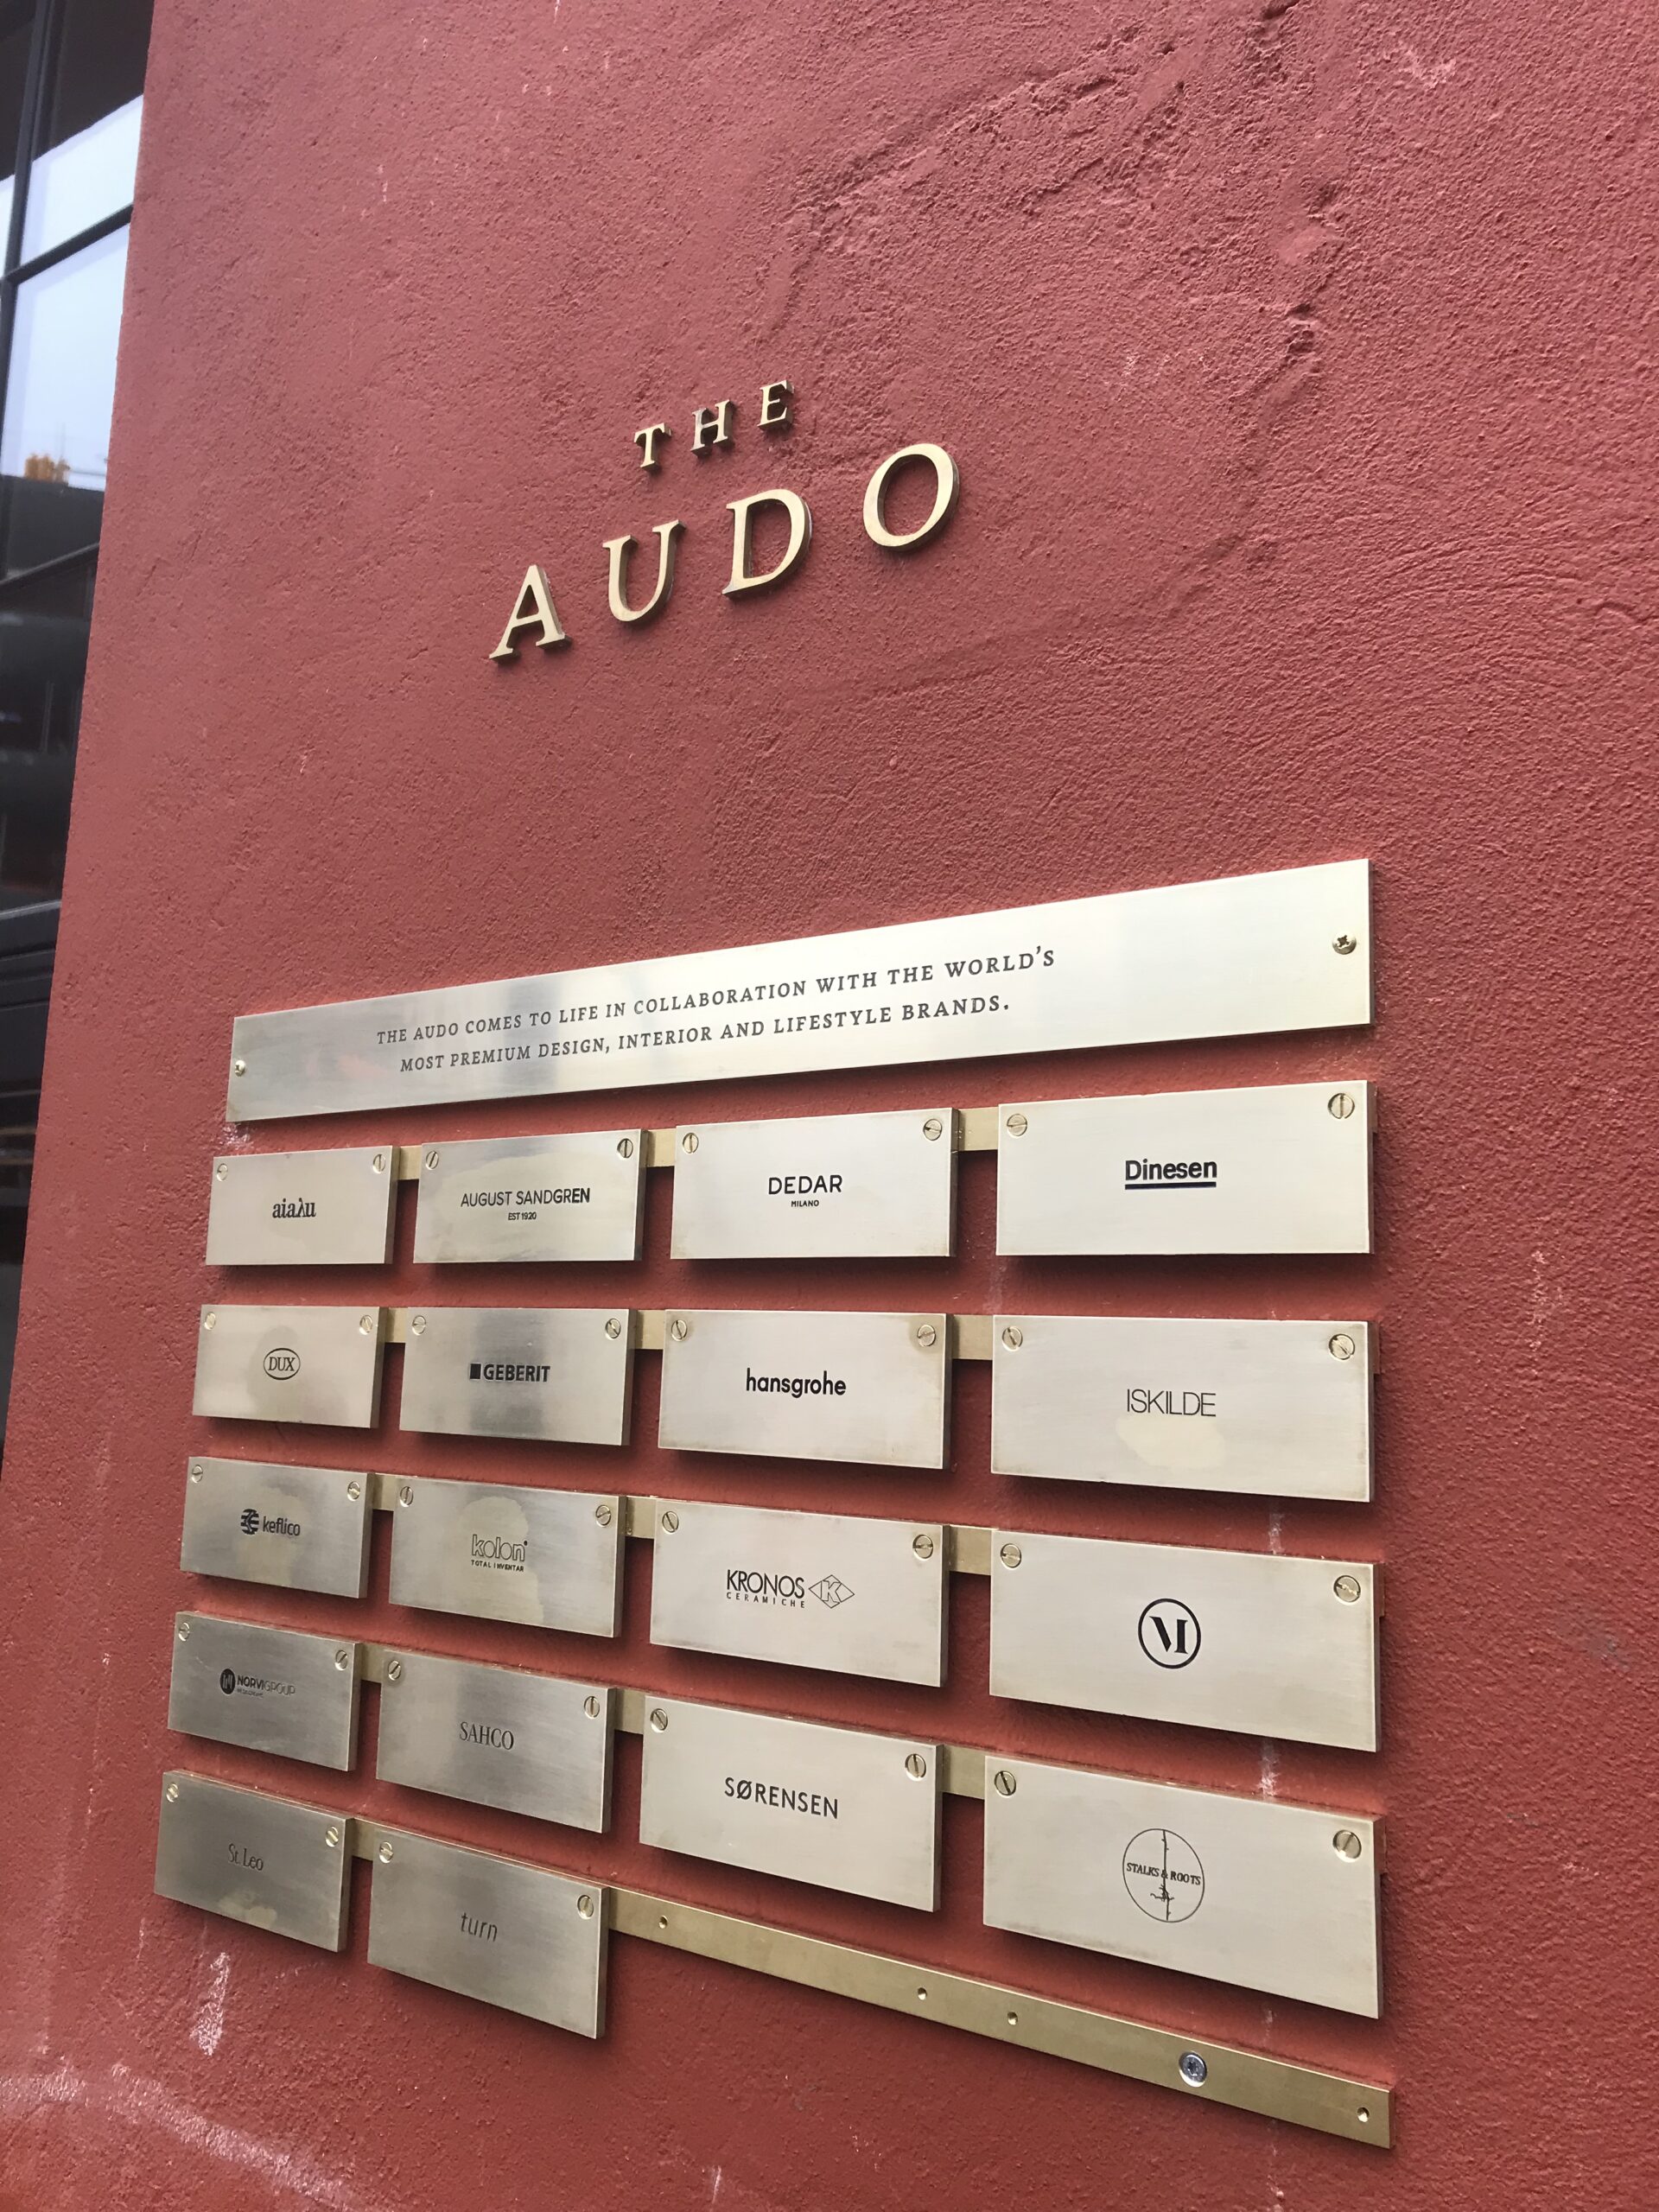 THE
AUDO
THE AUDO COMES TO LIFE IN COLLABORATION WITH THE WORLD'S
MOST PREMIUM DESIGN, INTERIOR AND LIFESTYLE BRANDS.
aiaλu
AUGUST SANDGREN
EST 1920
DEDAR
MILANO
Dinesen
DUX
GEBERIT
hansgrohe
ISKILDE
keflico
kolon
TOTAL INVENTAR
KRONOS K
CERAMICHE
M
NORVIGROUP
SAHCO
SØRENSEN
STALKS & ROOTS
St. Leo
turn